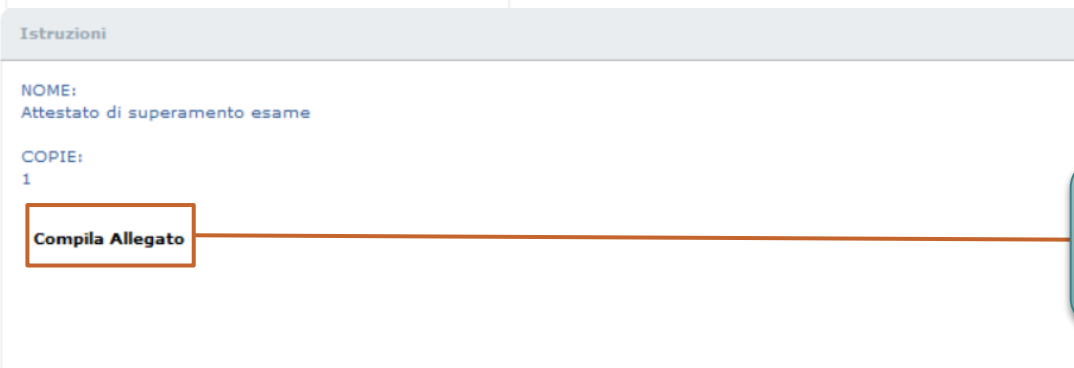 Istruzioni
NOME:
Attestato di superamento esame
COPIE:
1
Compila Allegato